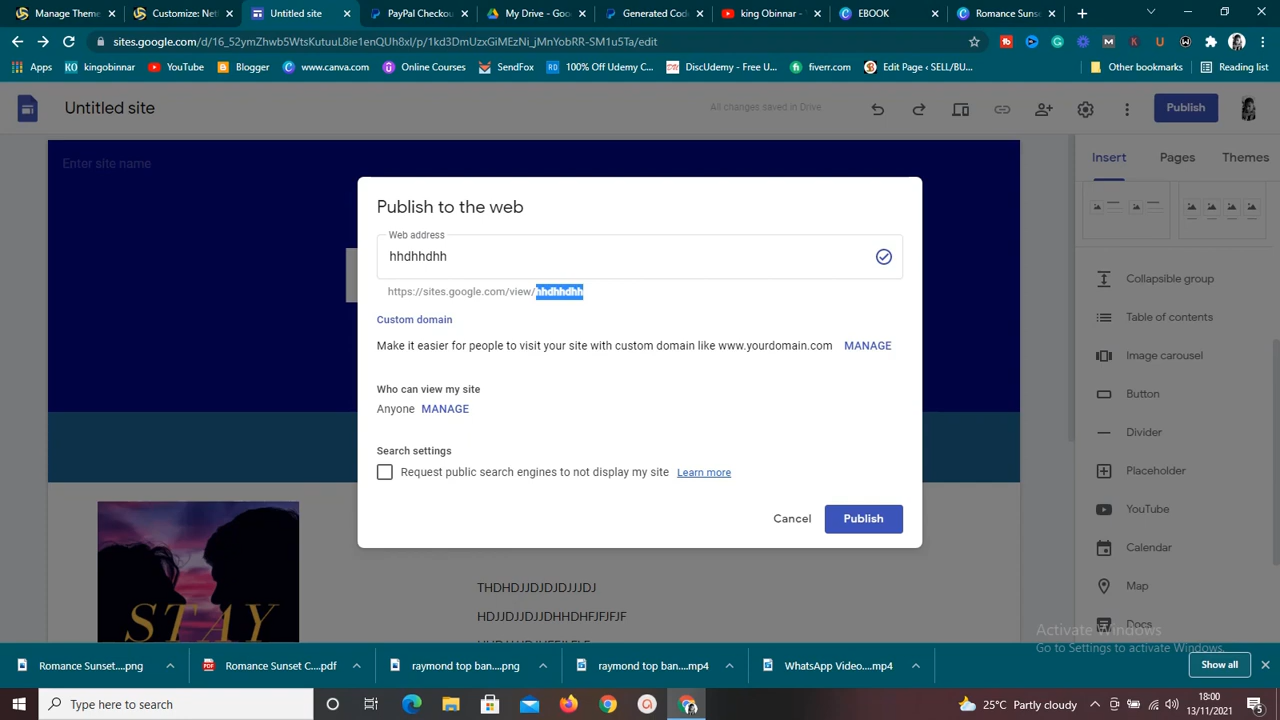 Manage Theme
Customize: Net
Untitled site
PayPal Checkou
My Drive - Goo
Generated Cod
king Obinnar - Y
EBOOK
Romance Sunse
sites.google.com/d/16_52ymZhwb5WtsKutuuL8ie1enQUh8xl/p/1kd3DmUzxGiMEzNi_jMnYobRR-SM1u5Ta/edit
Apps
kingobinnar
YouTube
Blogger
www.canva.com
Online Courses
SendFox
100% Off Udemy C...
DiscUdemy - Free U...
fiverr.com
Edit Page ‹ SELL/BU...
Other bookmarks
Reading list
Untitled site
All changes saved in Drive
Publish
Enter site name
Insert
Pages
Themes
Publish to the web
Web address
hhdhhdhh
https://sites.google.com/view/hhdhhdhh
Custom domain
Make it easier for people to visit your site with custom domain like www.yourdomain.com MANAGE
Who can view my site
Anyone MANAGE
Search settings
Request public search engines to not display my site Learn more
Cancel
Publish
Collapsible group
Table of contents
Image carousel
Button
Divider
Placeholder
YouTube
Calendar
Map
Docs
STAY
THDHDJJDJDJDJJJDJ
HDJJDJJDJJDHHDHFJFJFJF
Activate Windows
Go to Settings to activate Windows.
Romance Sunset....png
Romance Sunset C....pdf
raymond top ban....png
raymond top ban....mp4
WhatsApp Video....mp4
Show all
Type here to search
25°C Partly cloudy
18:00
13/11/2021